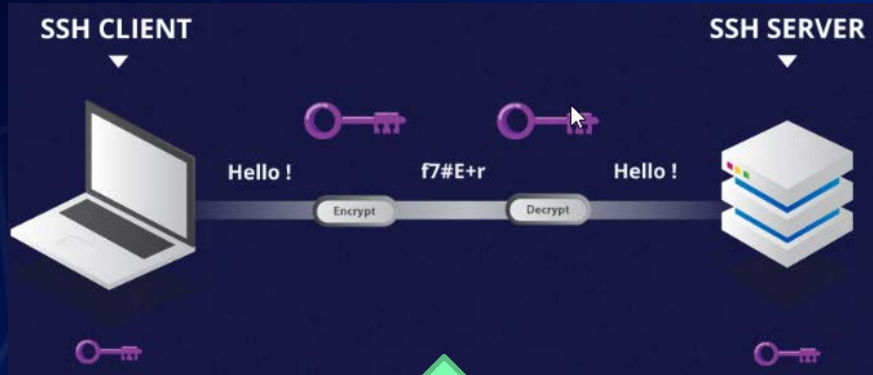 SSH CLIENT
SSH SERVER
Hello !
f7#E+r
Hello !
Encrypt
Decrypt